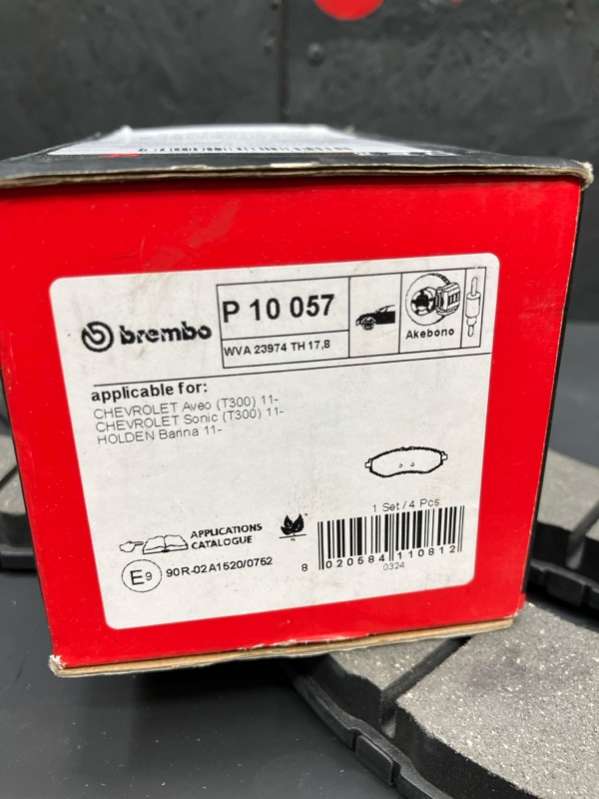 brembo
P 10 057
WVA 23974 TH 17,8
Akebono
applicable for:
CHEVROLET Aveo (T300) 11-
CHEVROLET Sonic (T300) 11-
HOLDEN Barina 11-
1 Set / 4 Pcs
APPLICATIONS
CATALOGUE
E9
90R-02A1520/0762
8 020584 110812
0324